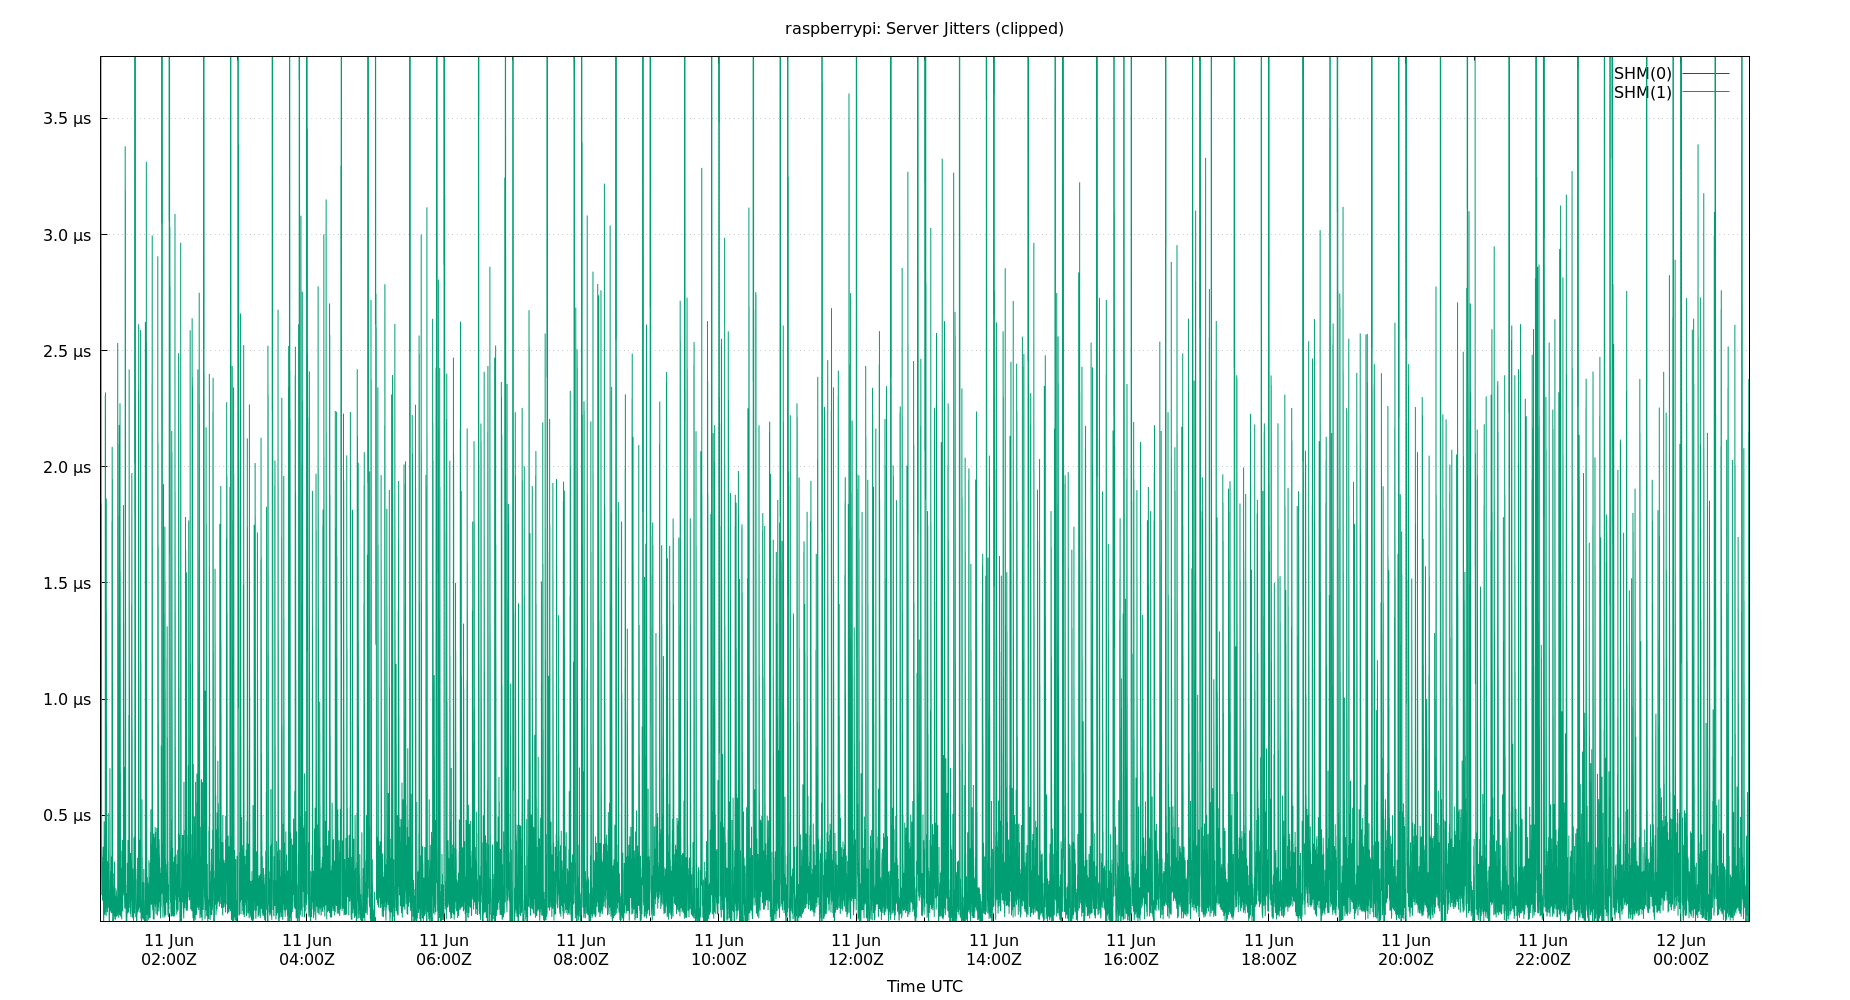 raspberrypi: Server Jitters (clipped)
SHM(0)
SHM(1)
3.5 μs
3.0 μs
2.5 μs
2.0 μs
1.5 μs
1.0 μs
0.5 μs
11 Jun 11 Jun 11 Jun 11 Jun 11 Jun 11 Jun 11 Jun 11 Jun 11 Jun 11 Jun 11 Jun 12 Jun
02:00Z 04:00Z 06:00Z 08:00Z 10:00Z 12:00Z 14:00Z 16:00Z 18:00Z 20:00Z 22:00Z 00:00Z
Time UTC